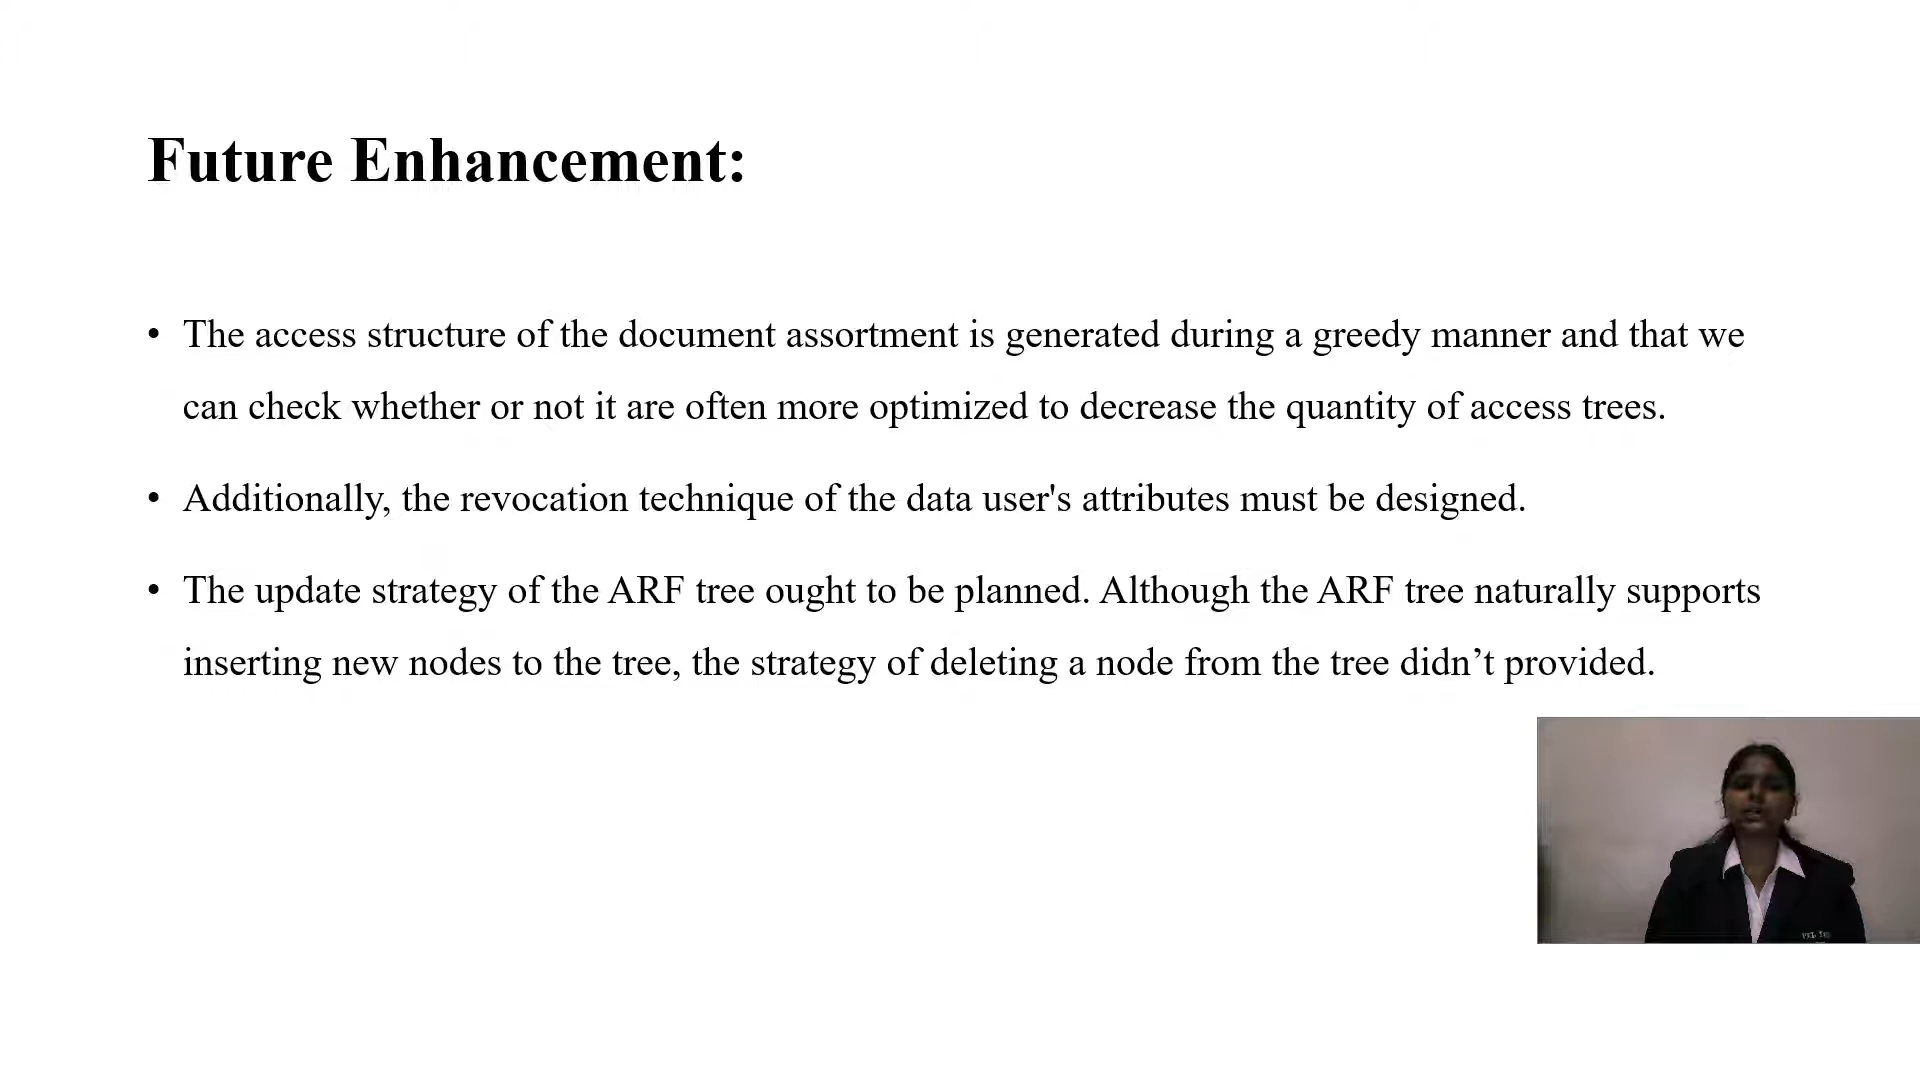 Future Enhancement:
• The access structure of the document assortment is generated during a greedy manner and that we
can check whether or not it are often more optimized to decrease the quantity of access trees.
• Additionally, the revocation technique of the data user's attributes must be designed.
• The update strategy of the ARF tree ought to be planned. Although the ARF tree naturally supports
inserting new nodes to the tree, the strategy of deleting a node from the tree didn’t provided.